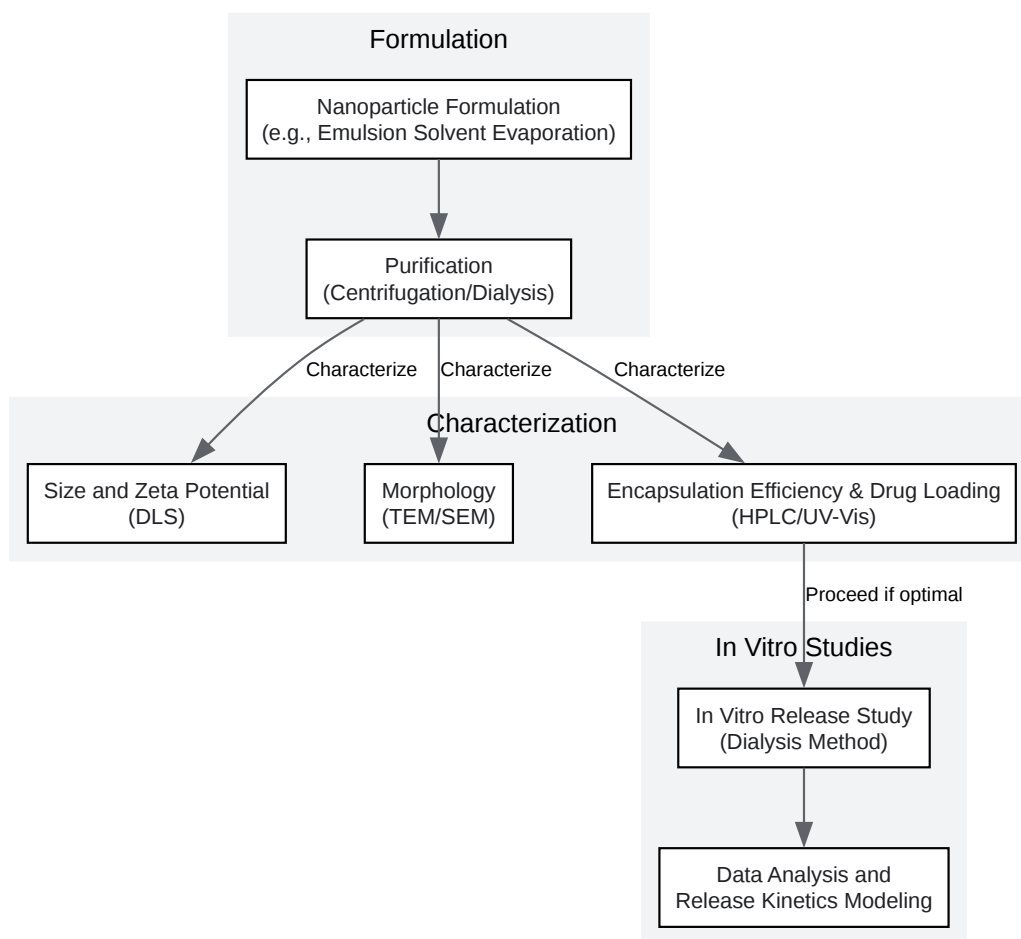 Formulation
Nanoparticle Formulation
(e.g., Emulsion Solvent Evaporation)
Purification
(Centrifugation/Dialysis)
Characterize
Characterize
Characterize
Characterization
Size and Zeta Potential
(DLS)
Morphology
(TEM/SEM)
Encapsulation Efficiency & Drug Loading
(HPLC/UV-Vis)
Proceed if optimal
In Vitro Studies
In Vitro Release Study
(Dialysis Method)
Data Analysis and
Release Kinetics Modeling